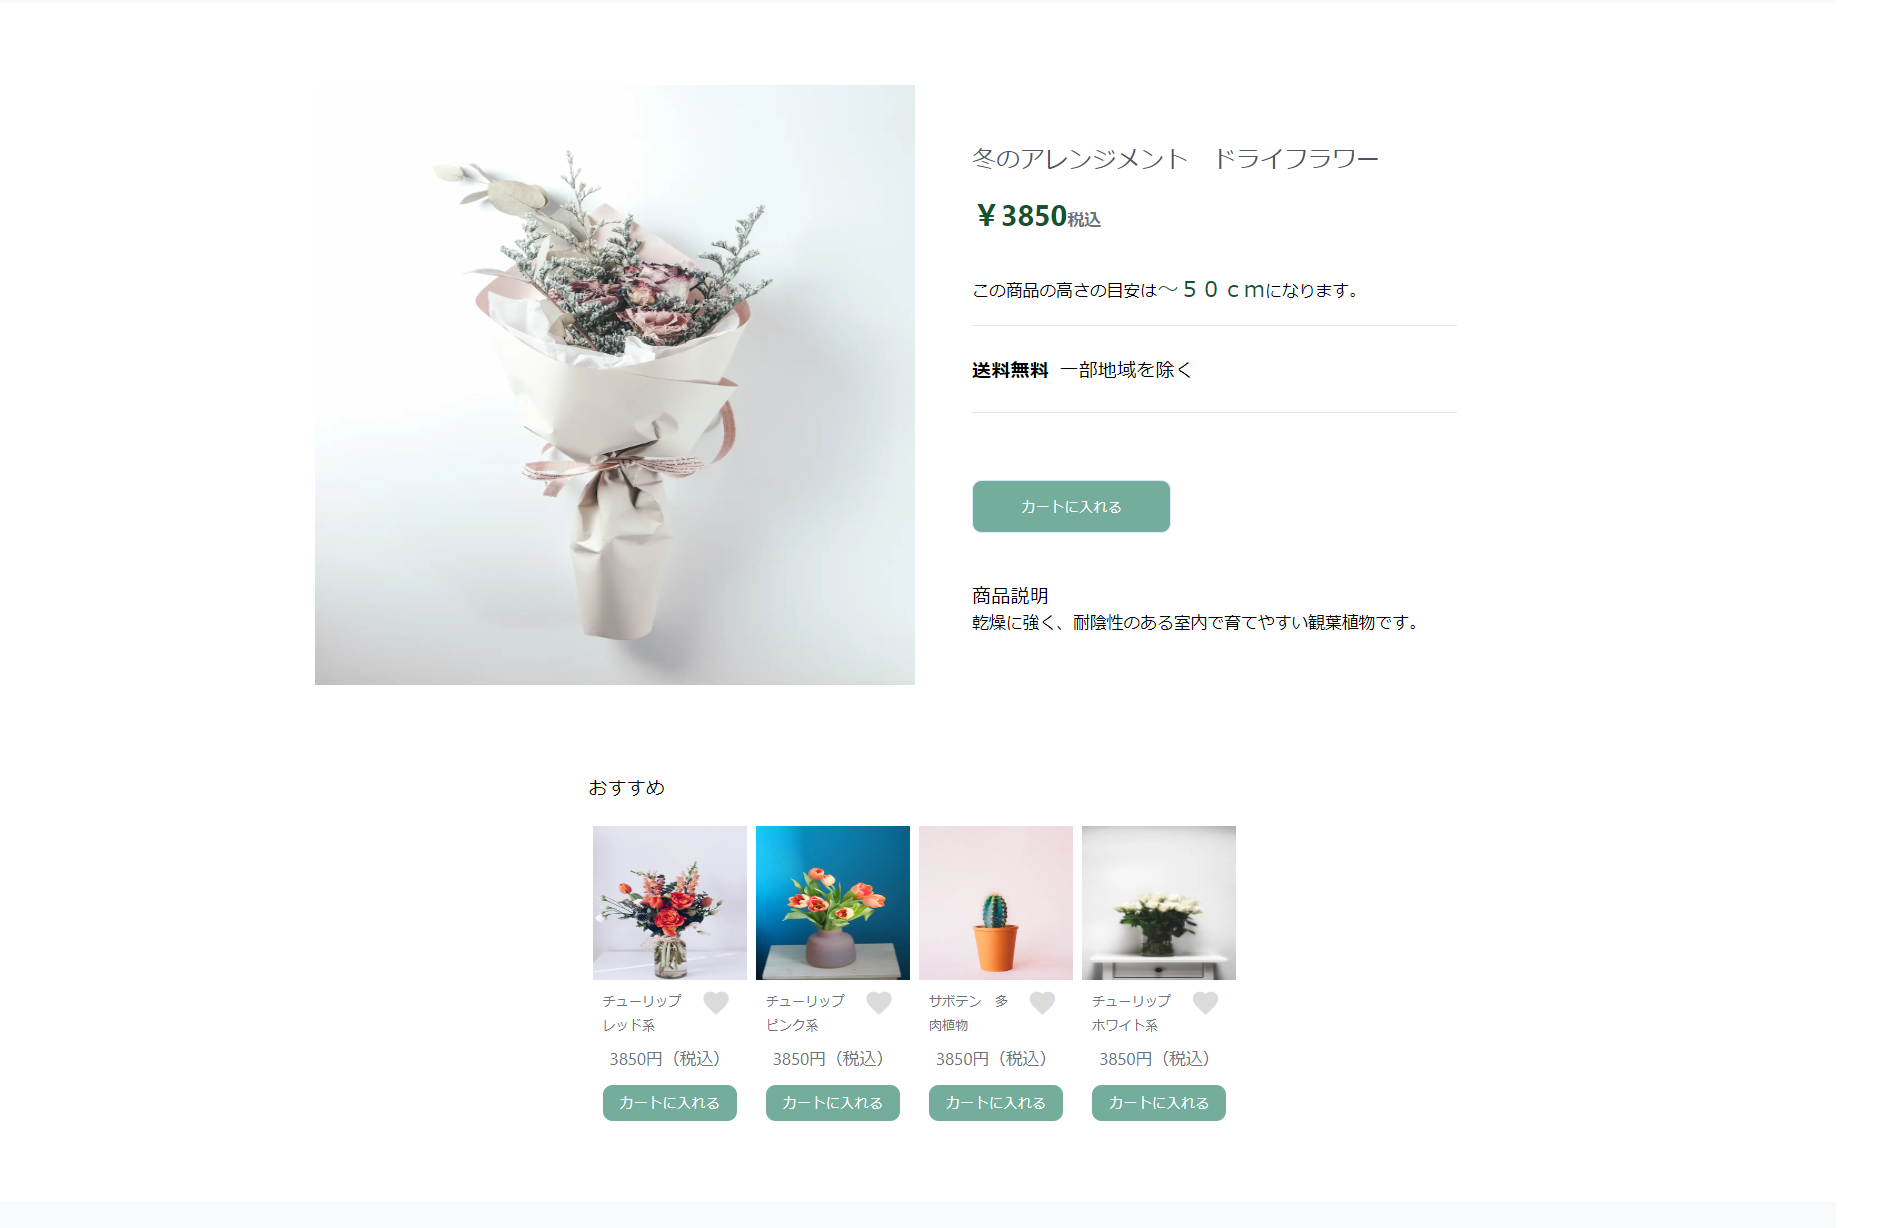 冬のアレンジメント　ドライフラワー
￥3850税込
この商品の高さの目安は～５０ｃｍになります。
送料無料 一部地域を除く
カートに入れる
商品説明
乾燥に強く、耐陰性のある室内で育てやすい観葉植物です。
おすすめ
チューリップ
レッド系
3850円（税込）
カートに入れる
チューリップ
ピンク系
3850円（税込）
カートに入れる
サボテン　多
肉植物
3850円（税込）
カートに入れる
チューリップ
ホワイト系
3850円（税込）
カートに入れる